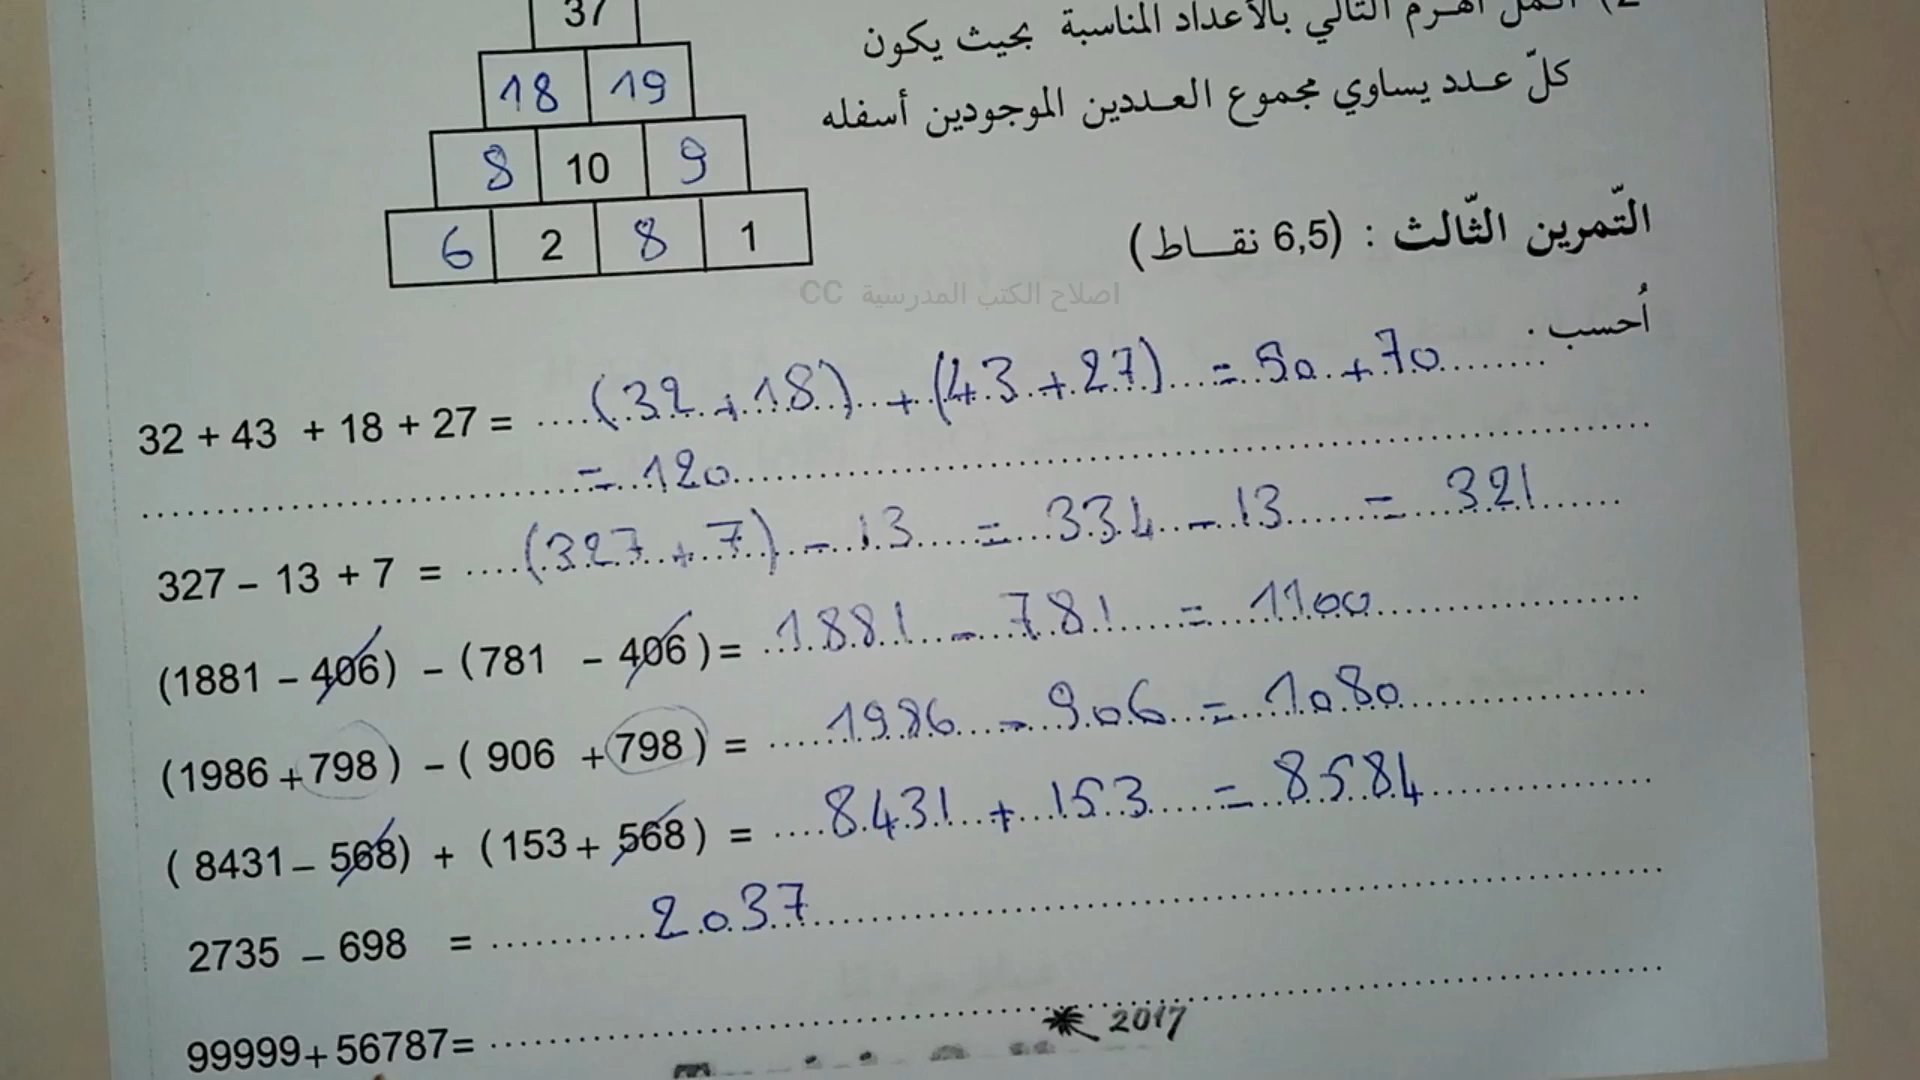 37
2) أكمل الهرم التالي بالأعداد المناسبة بحيث يكون
18 19
كلّ عدد يساوي مجموع العددين الموجودين أسفله
8 10 9
6 2 8 1
التّمرين الثّالث : (6,5 نقاط)
اصلاح الكتب المدرسية CC
أحسب :
32 + 43 + 18 + 27 = (32 + 18) + (43 + 27) = 50 + 70
= 120
327 – 13 + 7 = (327 + 7) - 13 = 334 - 13 = 321
(1881 – 406) – (781 – 406) = 1881 - 781 = 1100
(1986 + 798) – (906 + 798) = 1986 - 906 = 1080
(8431 – 568) + (153 + 568) = 8431 + 153 = 8584
2735 – 698 = 2037
99999 + 56787 =
2017